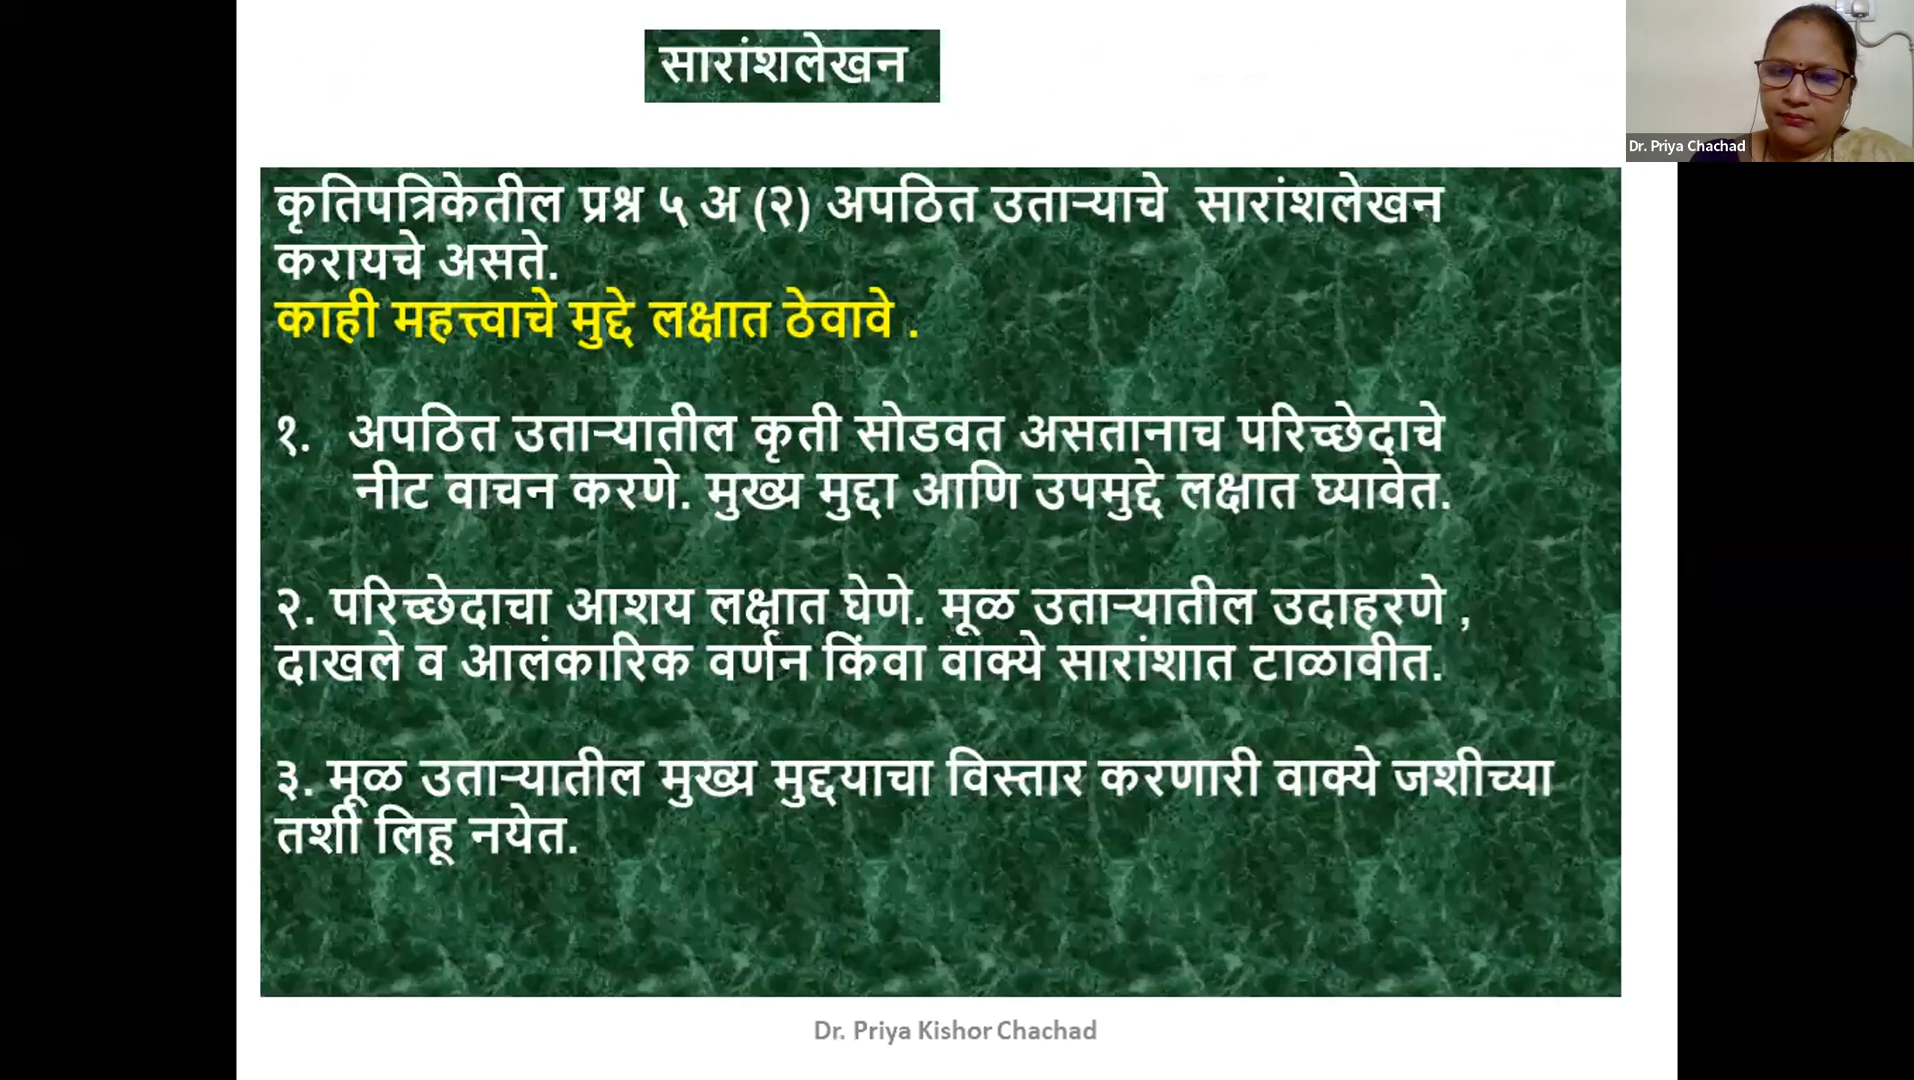 सारांशलेखन
Dr. Priya Chachad
कृतिपत्रिकेतील प्रश्न ५ अ (२) अपठित उताऱ्याचे सारांशलेखन
करायचे असते.
काही महत्त्वाचे मुद्दे लक्षात ठेवावे .
१. अपठित उताऱ्यातील कृती सोडवत असतानाच परिच्छेदाचे
नीट वाचन करणे. मुख्य मुद्दा आणि उपमुद्दे लक्षात घ्यावेत.
२. परिच्छेदाचा आशय लक्षात घेणे. मूळ उताऱ्यातील उदाहरणे ,
दाखले व आलंकारिक वर्णन किंवा वाक्ये सारांशात टाळावीत.
३. मूळ उताऱ्यातील मुख्य मुद्दयाचा विस्तार करणारी वाक्ये जशीच्या
तशी लिहू नयेत.
Dr. Priya Kishor Chachad